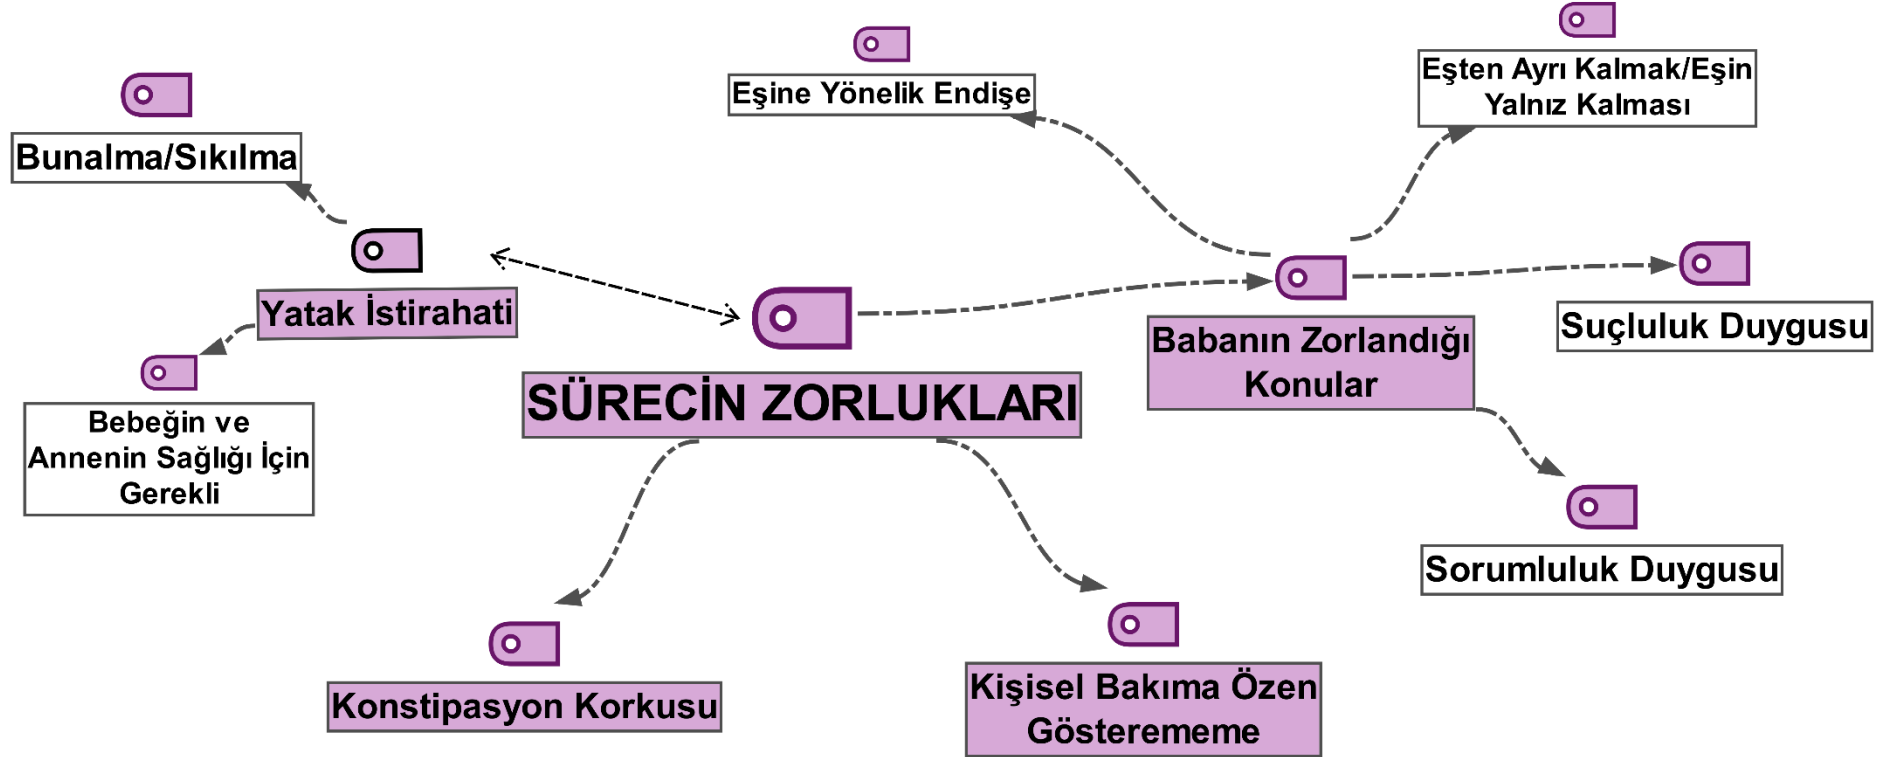 Eşten Ayrı Kalmak/Eşin
Yalnız Kalması
Eşine Yönelik Endişe
Bunalma/Sıkılma
Yatak İstirahati
Suçluluk Duygusu
Babanın Zorlandığı
Konular
SÜRECİN ZORLUKLARI
Bebeğin ve
Annenin Sağlığı İçin
Gerekli
Sorumluluk Duygusu
Konstipasyon Korkusu
Kişisel Bakıma Özen
Gösterememe